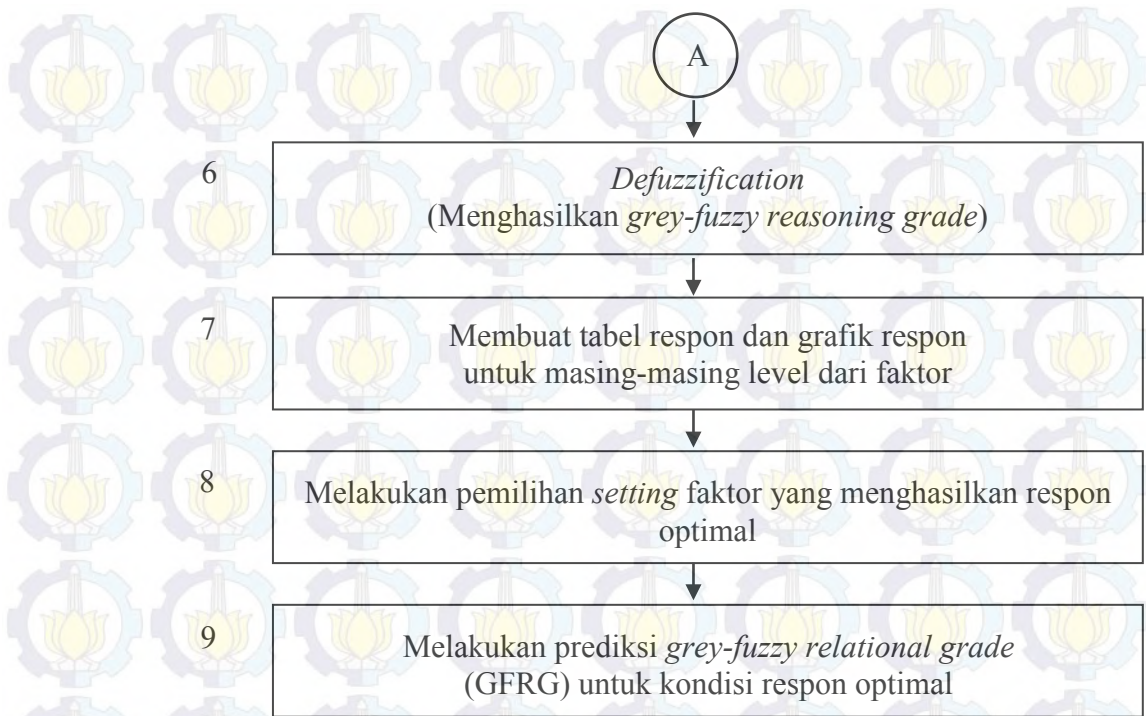 A
6
Defuzzification
(Menghasilkan grey-fuzzy reasoning grade)
7
Membuat tabel respon dan grafik respon
untuk masing-masing level dari faktor
8
Melakukan pemilihan setting faktor yang menghasilkan respon
optimal
9
Melakukan prediksi grey-fuzzy relational grade
(GFRG) untuk kondisi respon optimal